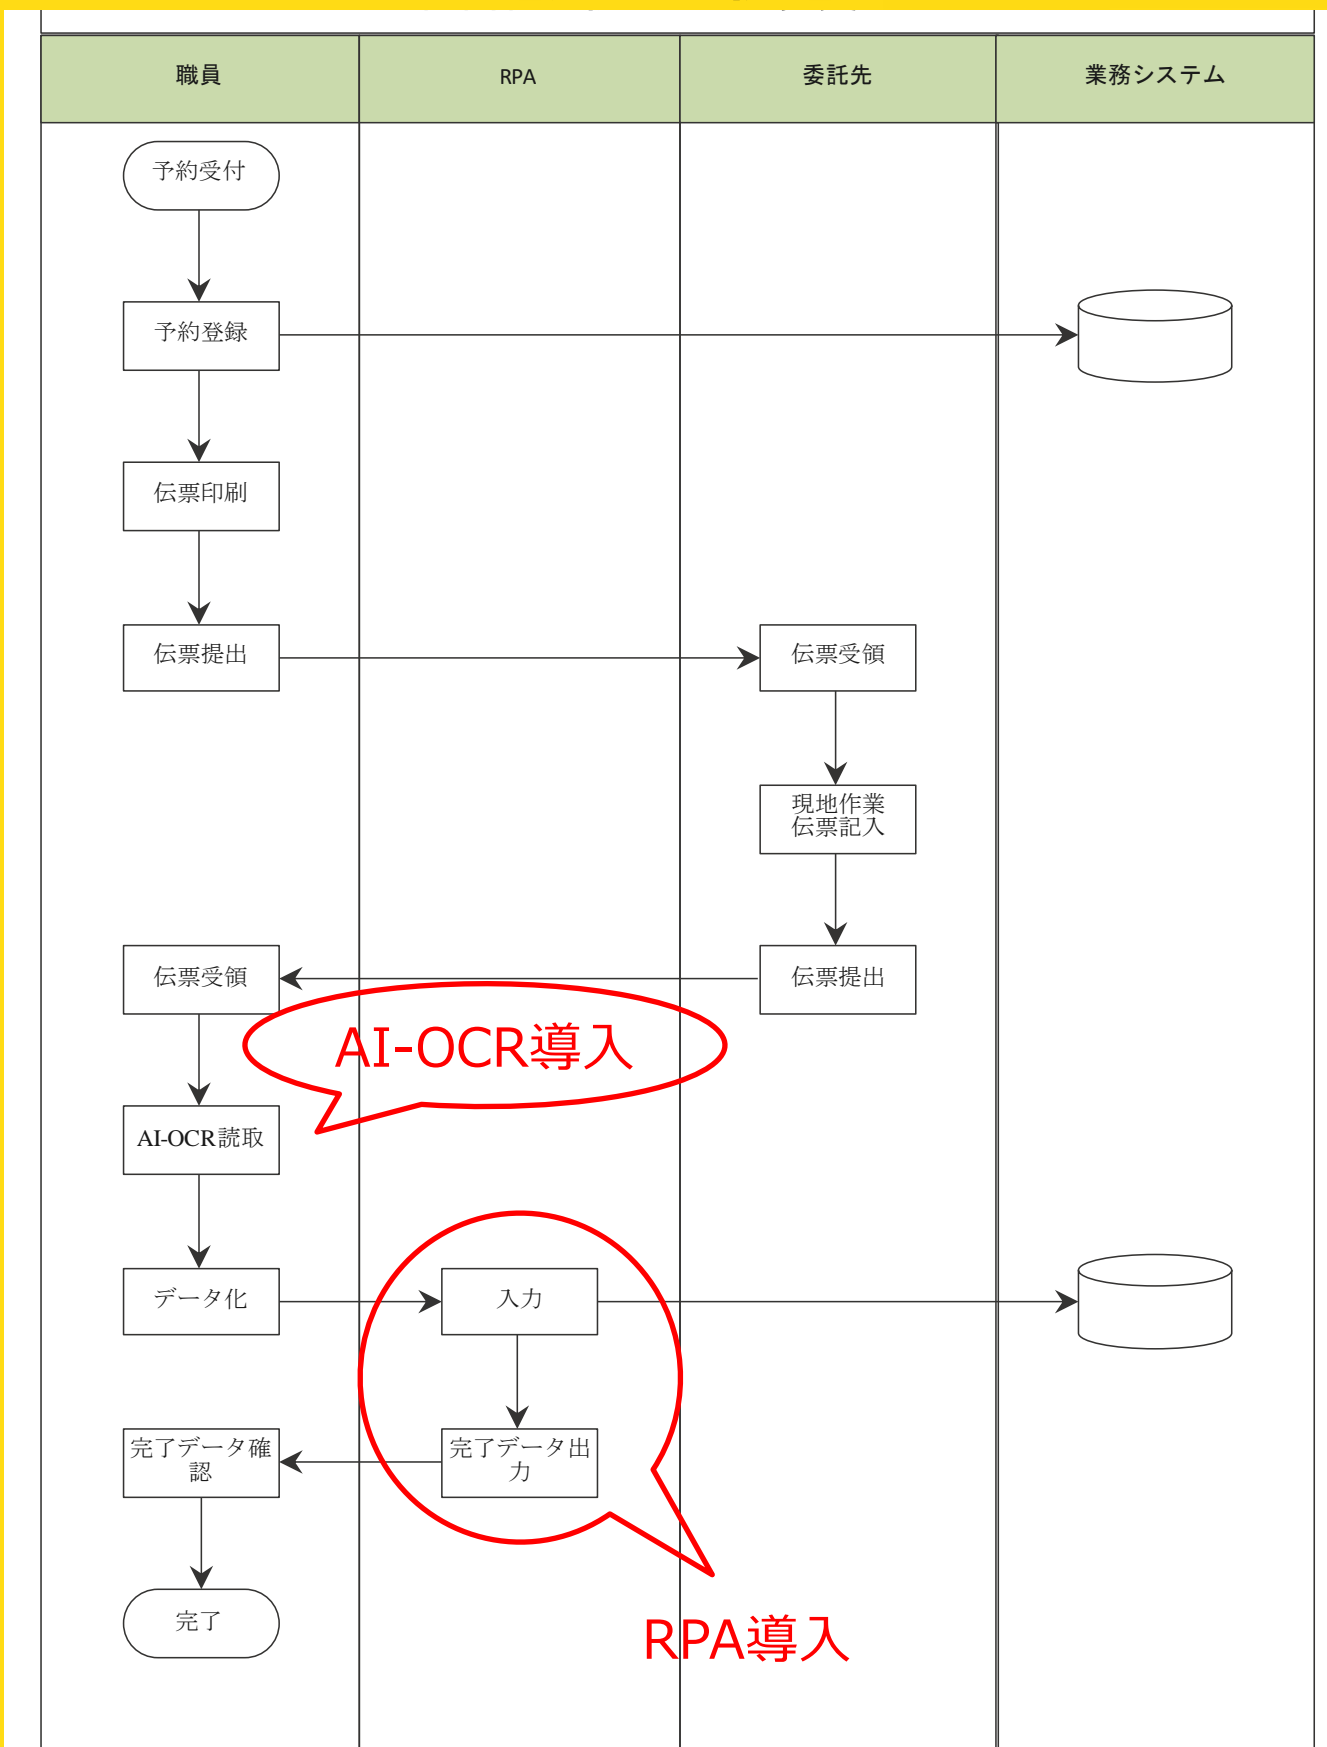 職員
RPA
委託先
業務システム
予約受付
予約登録
伝票印刷
伝票提出
伝票受領
現地作業
伝票記入
伝票受領
伝票提出
AI-OCR導入
AI-OCR読取
データ化
入力
完了データ確
認
完了データ出
力
完了
RPA導入